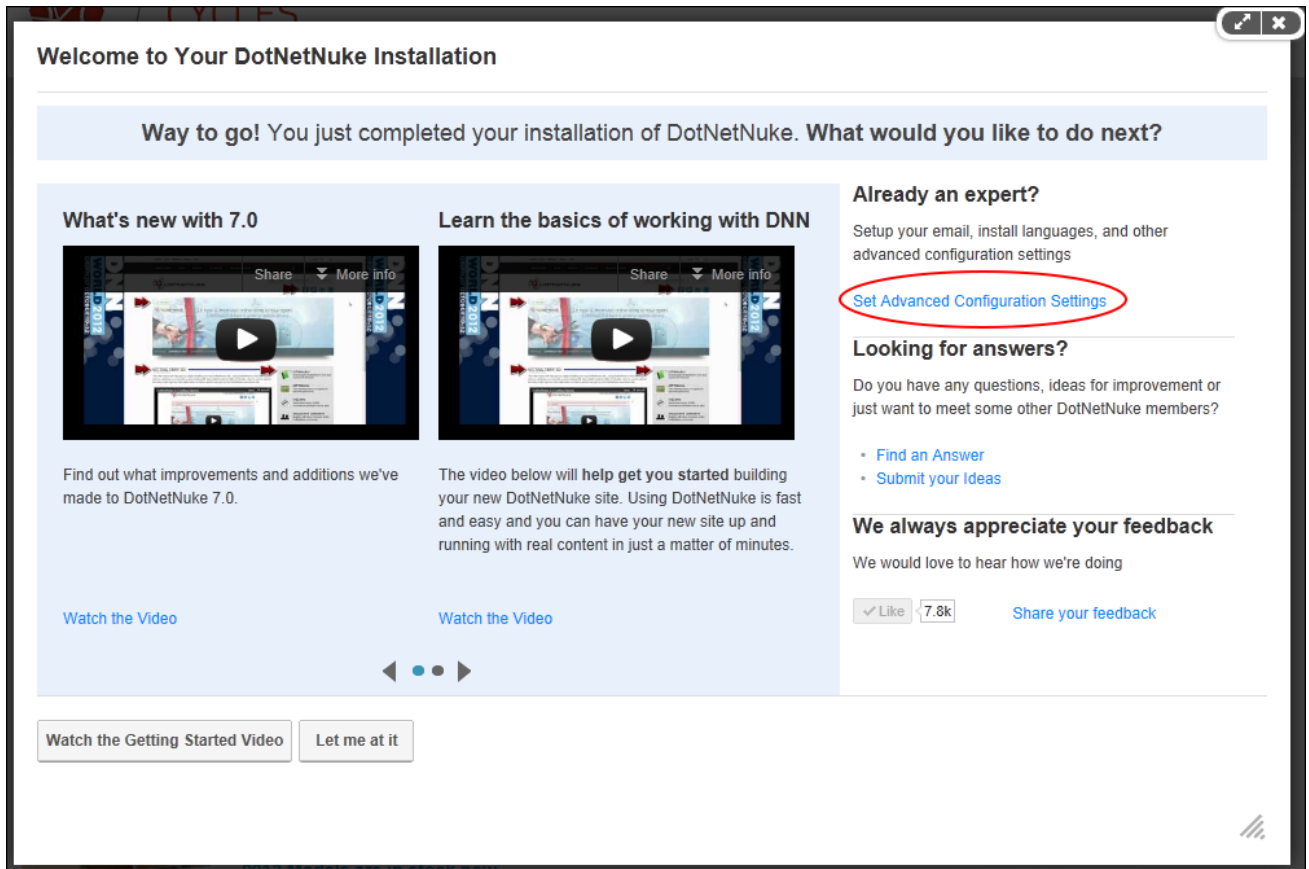 CYCLES
Welcome to Your DotNetNuke Installation
Way to go! You just completed your installation of DotNetNuke. What would you like to do next?
What's new with 7.0
Share
More info
WORLD 2012
Find out what improvements and additions we've
made to DotNetNuke 7.0.
Watch the Video
Learn the basics of working with DNN
Share
More info
WORLD 2012
The video below will help get you started building
your new DotNetNuke site. Using DotNetNuke is fast
and easy and you can have your new site up and
running with real content in just a matter of minutes.
Watch the Video
Already an expert?
Setup your email, install languages, and other
advanced configuration settings
Set Advanced Configuration Settings
Looking for answers?
Do you have any questions, ideas for improvement or
just want to meet some other DotNetNuke members?
Find an Answer
Submit your Ideas
We always appreciate your feedback
We would love to hear how we're doing
Like
7.8k
Share your feedback
Watch the Getting Started Video
Let me at it